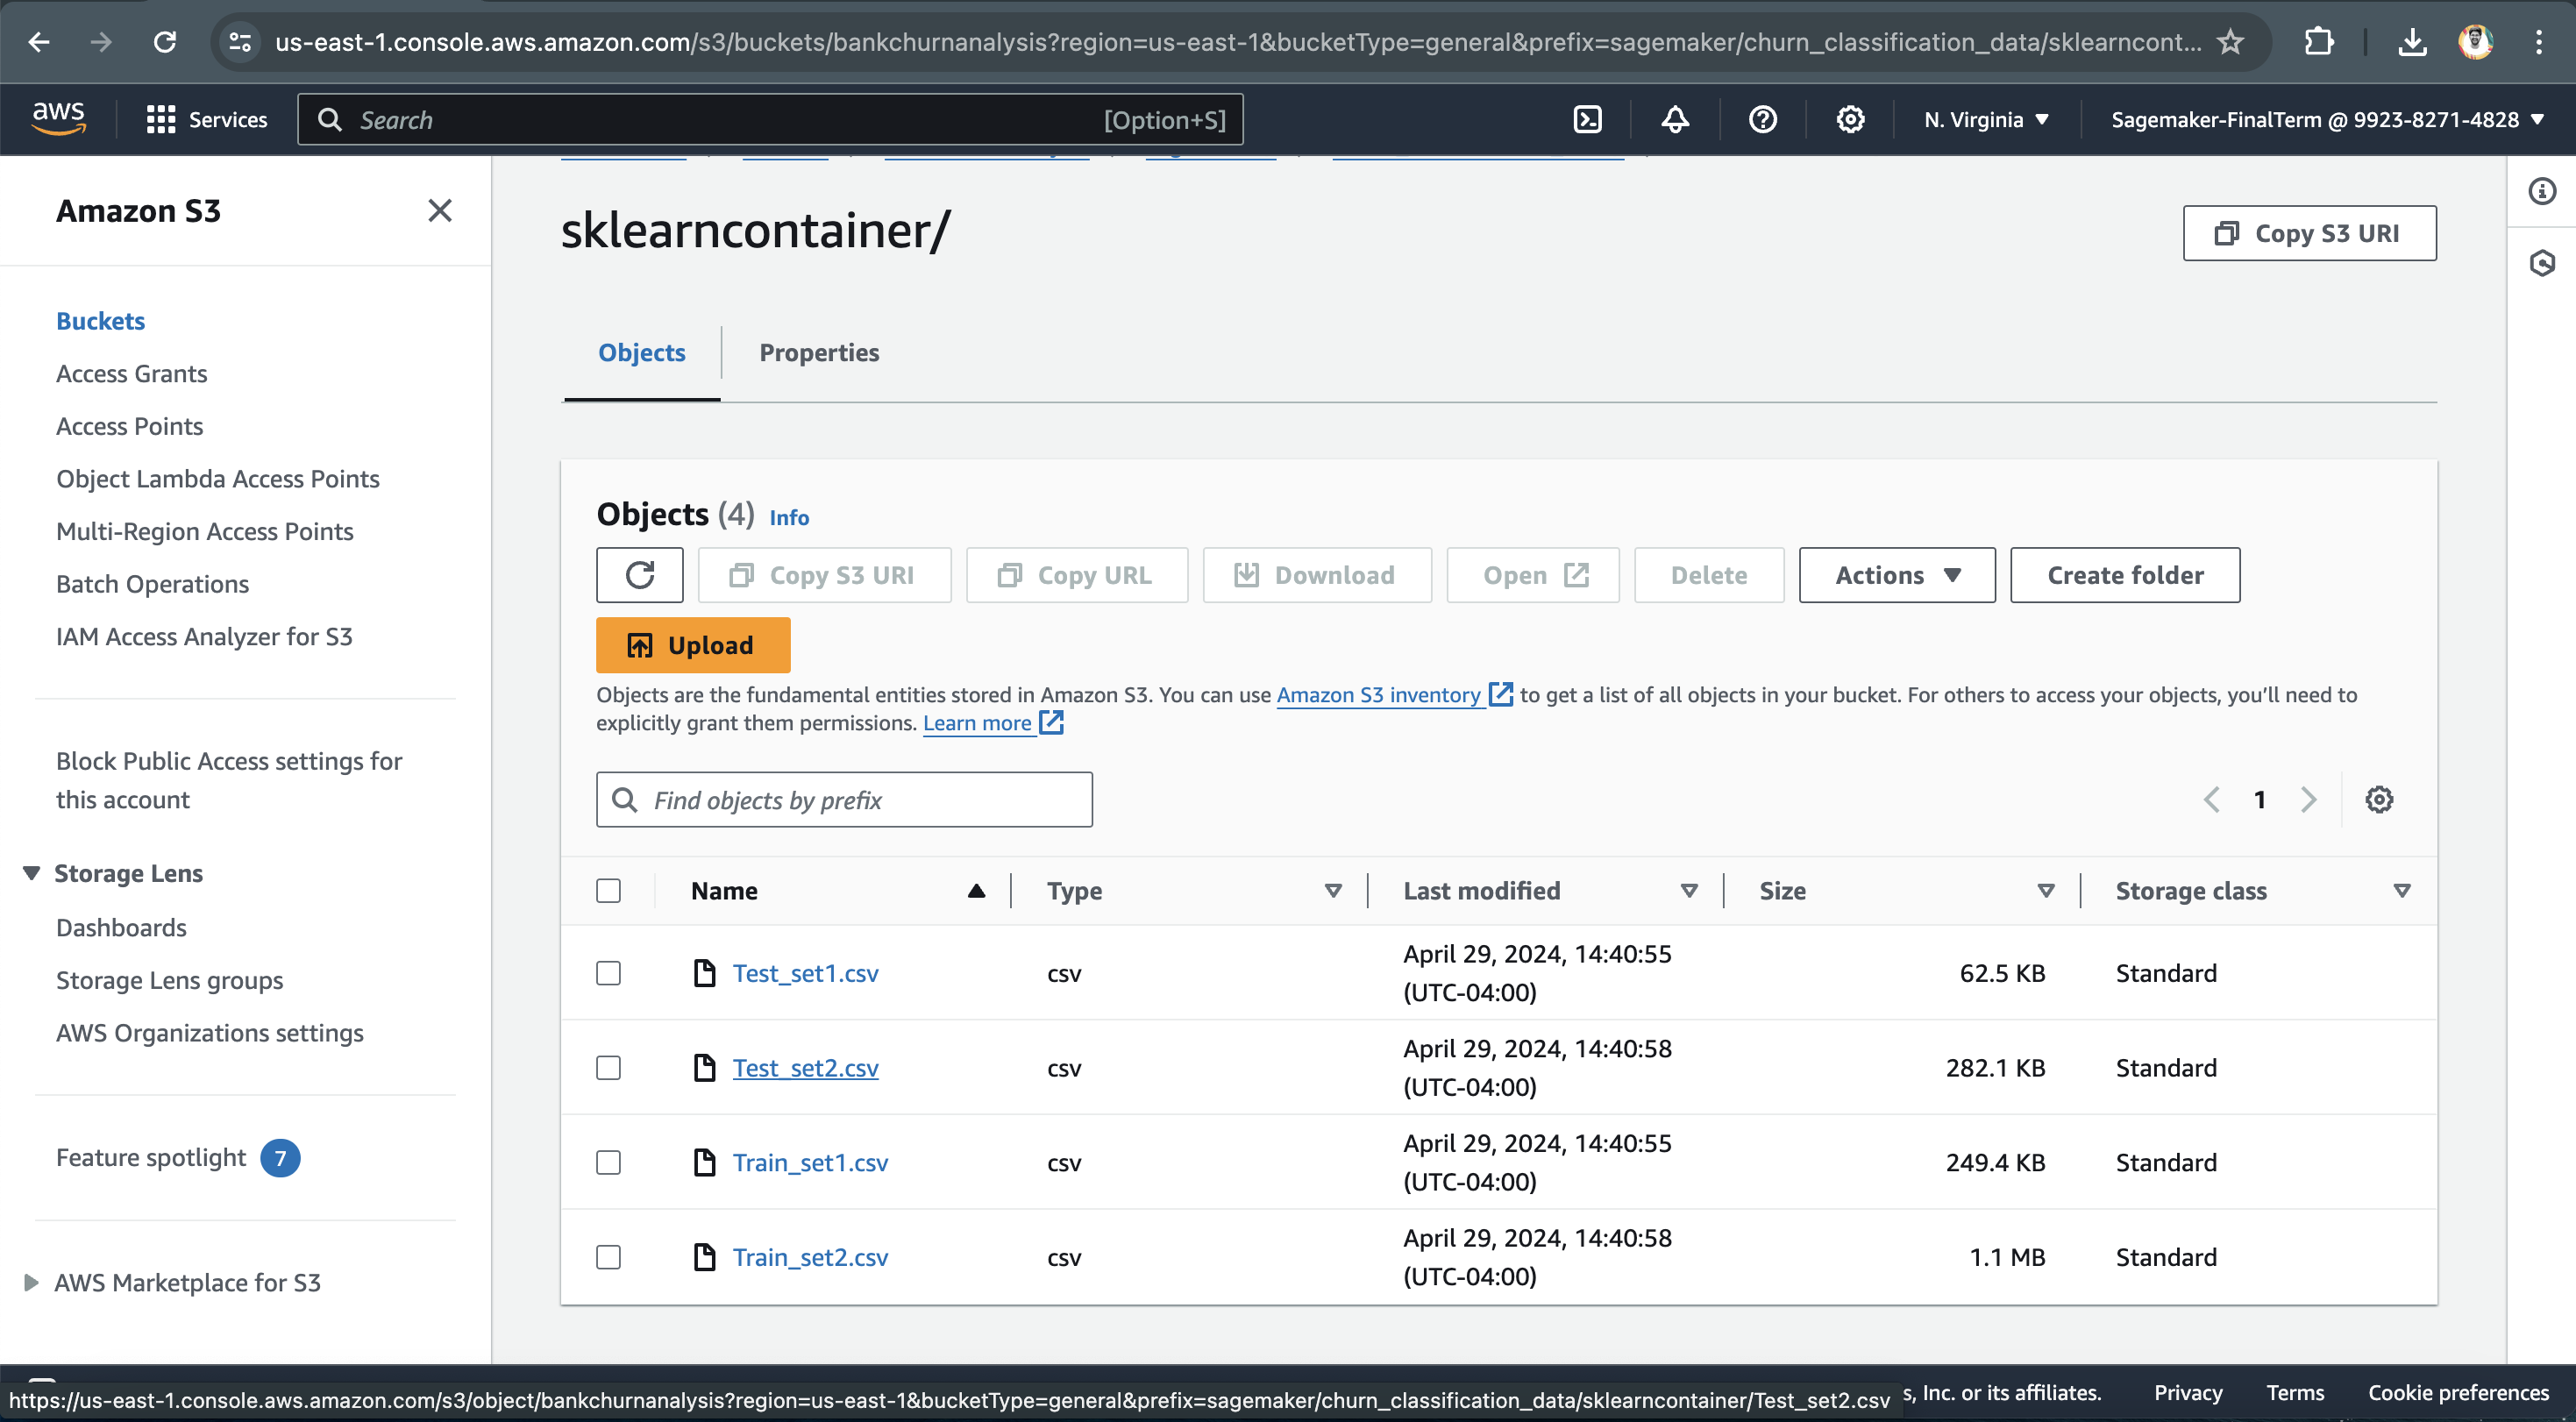 us-east-1.console.aws.amazon.com/s3/buckets/bankchurnanalysis?region=us-east-1&bucketType=general&prefix=sagemaker/churn_classification_data/sklearncont...
aws
Services
Search
[Option+S]
N. Virginia
Sagemaker-FinalTerm @ 9923-8271-4828
Amazon S3
Buckets
Access Grants
Access Points
Object Lambda Access Points
Multi-Region Access Points
Batch Operations
IAM Access Analyzer for S3
Block Public Access settings for
this account
Storage Lens
Dashboards
Storage Lens groups
AWS Organizations settings
Feature spotlight 7
AWS Marketplace for S3
sklearncontainer/
Copy S3 URI
Objects
Properties
Objects (4) Info
Copy S3 URI
Copy URL
Download
Open
Delete
Actions
Create folder
Upload
Objects are the fundamental entities stored in Amazon S3. You can use Amazon S3 inventory to get a list of all objects in your bucket. For others to access your objects, you’ll need to
explicitly grant them permissions. Learn more
Find objects by prefix
1
Name Type Last modified Size Storage class
Test_set1.csv csv April 29, 2024, 14:40:55 62.5 KB Standard
(UTC-04:00)
Test_set2.csv csv April 29, 2024, 14:40:58 282.1 KB Standard
(UTC-04:00)
Train_set1.csv csv April 29, 2024, 14:40:55 249.4 KB Standard
(UTC-04:00)
Train_set2.csv csv April 29, 2024, 14:40:58 1.1 MB Standard
(UTC-04:00)
https://us-east-1.console.aws.amazon.com/s3/object/bankchurnanalysis?region=us-east-1&bucketType=general&prefix=sagemaker/churn_classification_data/sklearncontainer/Test_set2.csv
s, Inc. or its affiliates.
Privacy
Terms
Cookie preferences